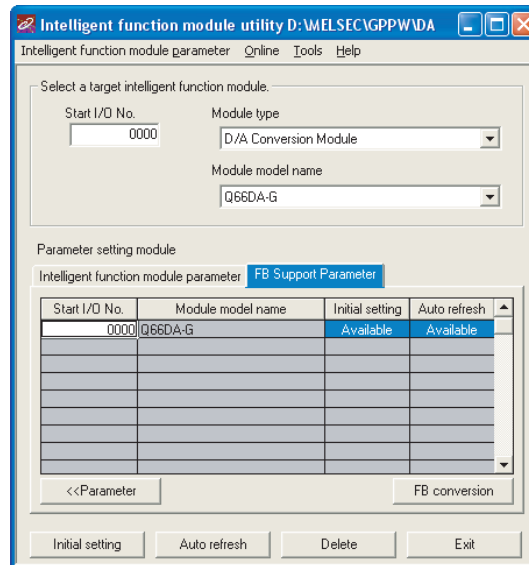 Intelligent function module utility D:\MELSEC\GPPW\DA
Intelligent function module parameter Online Tools Help
Select a target intelligent function module.
Start I/O No. Module type
0000 D/A Conversion Module
Module model name
Q66DA-G
Parameter setting module
Intelligent function module parameter FB Support Parameter
Start I/O No. Module model name Initial setting Auto refresh
0000 Q66DA-G Available Available
<<Parameter FB conversion
Initial setting Auto refresh Delete Exit